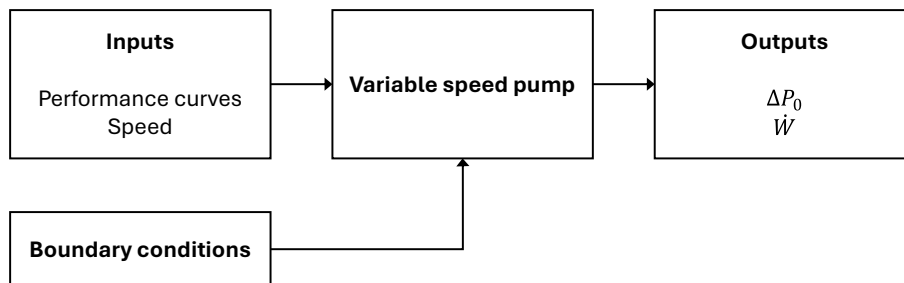 Inputs
Performance curves
Speed
Variable speed pump
Outputs
Δ𝑃₀
𝑊̇
Boundary conditions